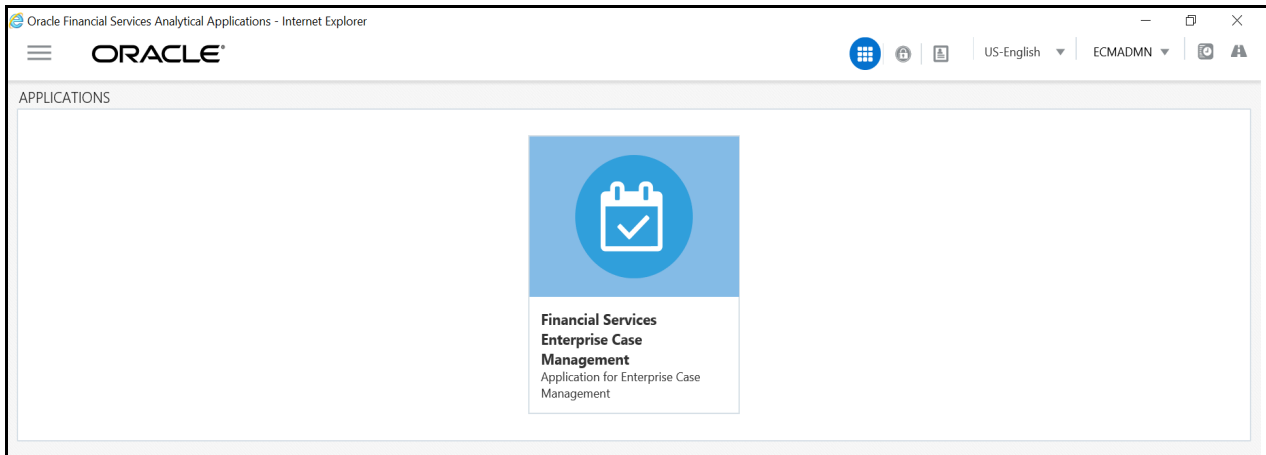 Oracle Financial Services Analytical Applications - Internet Explorer
ORACLE®
US-English
ECMADMN
APPLICATIONS
Financial Services
Enterprise Case
Management
Application for Enterprise Case
Management